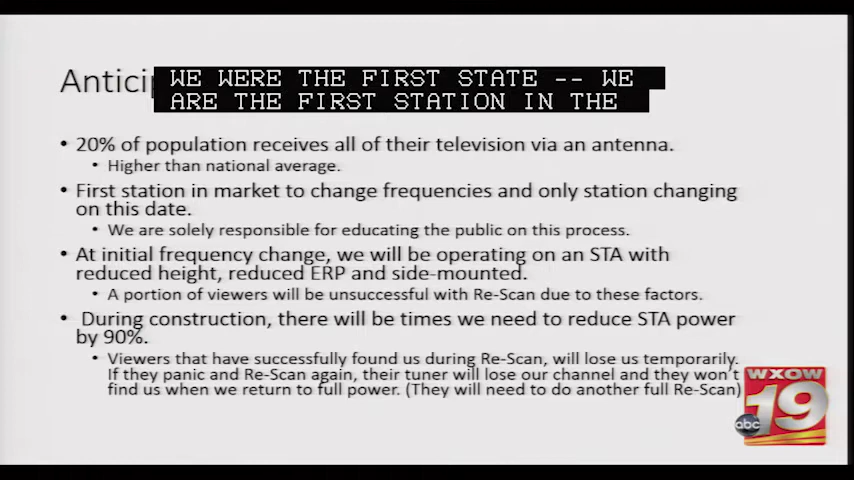 Antici
WE WERE THE FIRST STATE -- WE
ARE THE FIRST STATION IN THE
• 20% of population receives all of their television via an antenna.
• Higher than national average.
• First station in market to change frequencies and only station changing
on this date.
• We are solely responsible for educating the public on this process.
• At initial frequency change, we will be operating on an STA with
reduced height, reduced ERP and side-mounted.
• A portion of viewers will be unsuccessful with Re-Scan due to these factors.
• During construction, there will be times we need to reduce STA power
by 90%.
• Viewers that have successfully found us during Re-Scan, will lose us temporarily.
If they panic and Re-Scan again, their tuner will lose our channel and they won't
find us when we return to full power. (They will need to do another full Re-Scan)
WXOW
19
abc